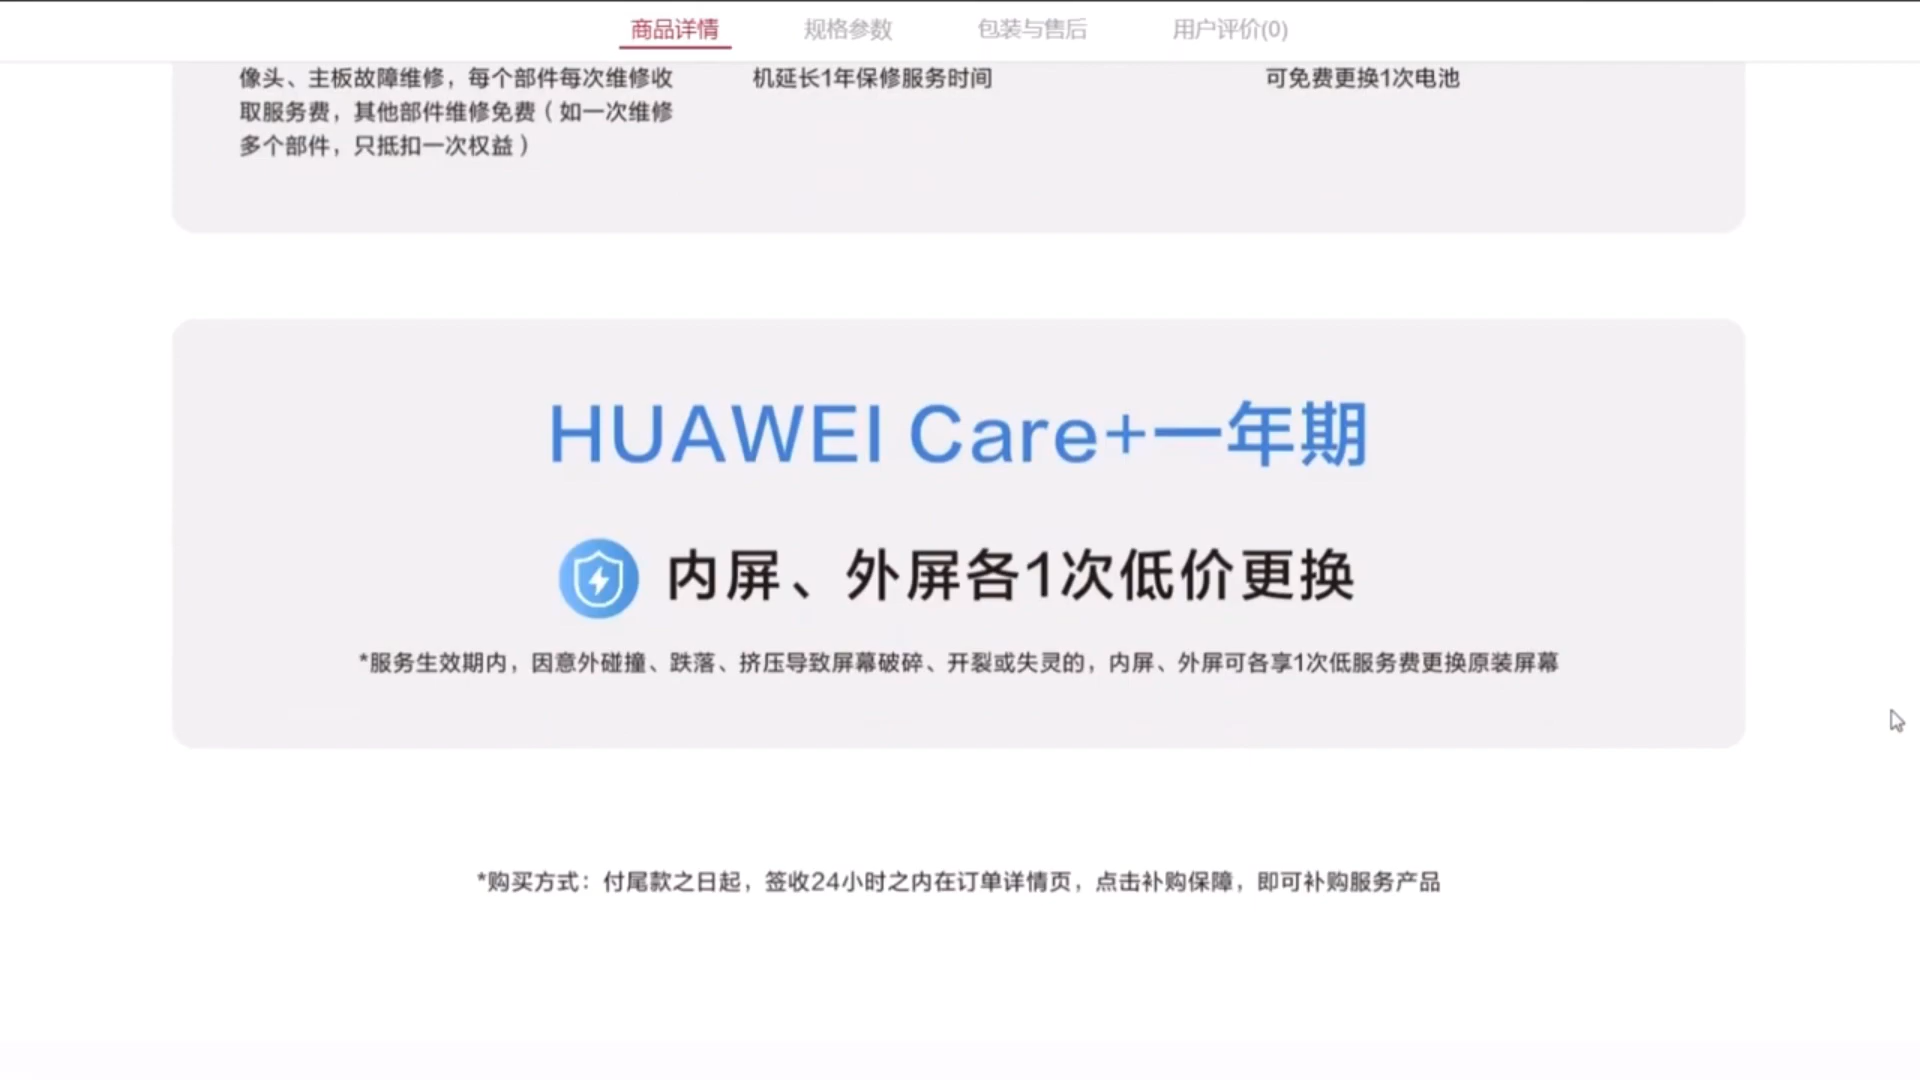 商品详情 规格参数 包装与售后 用户评价(0)
像头、主板故障维修，每个部件每次维修收
取服务费，其他部件维修免费（如一次维修
多个部件，只抵扣一次权益）
机延长1年保修服务时间
可免费更换1次电池
HUAWEI Care+一年期
内屏、外屏各1次低价更换
*服务生效期内，因意外碰撞、跌落、挤压导致屏幕破碎、开裂或失灵的，内屏、外屏可各享1次低服务费更换原装屏幕
*购买方式：付尾款之日起，签收24小时之内在订单详情页，点击补购保障，即可补购服务产品